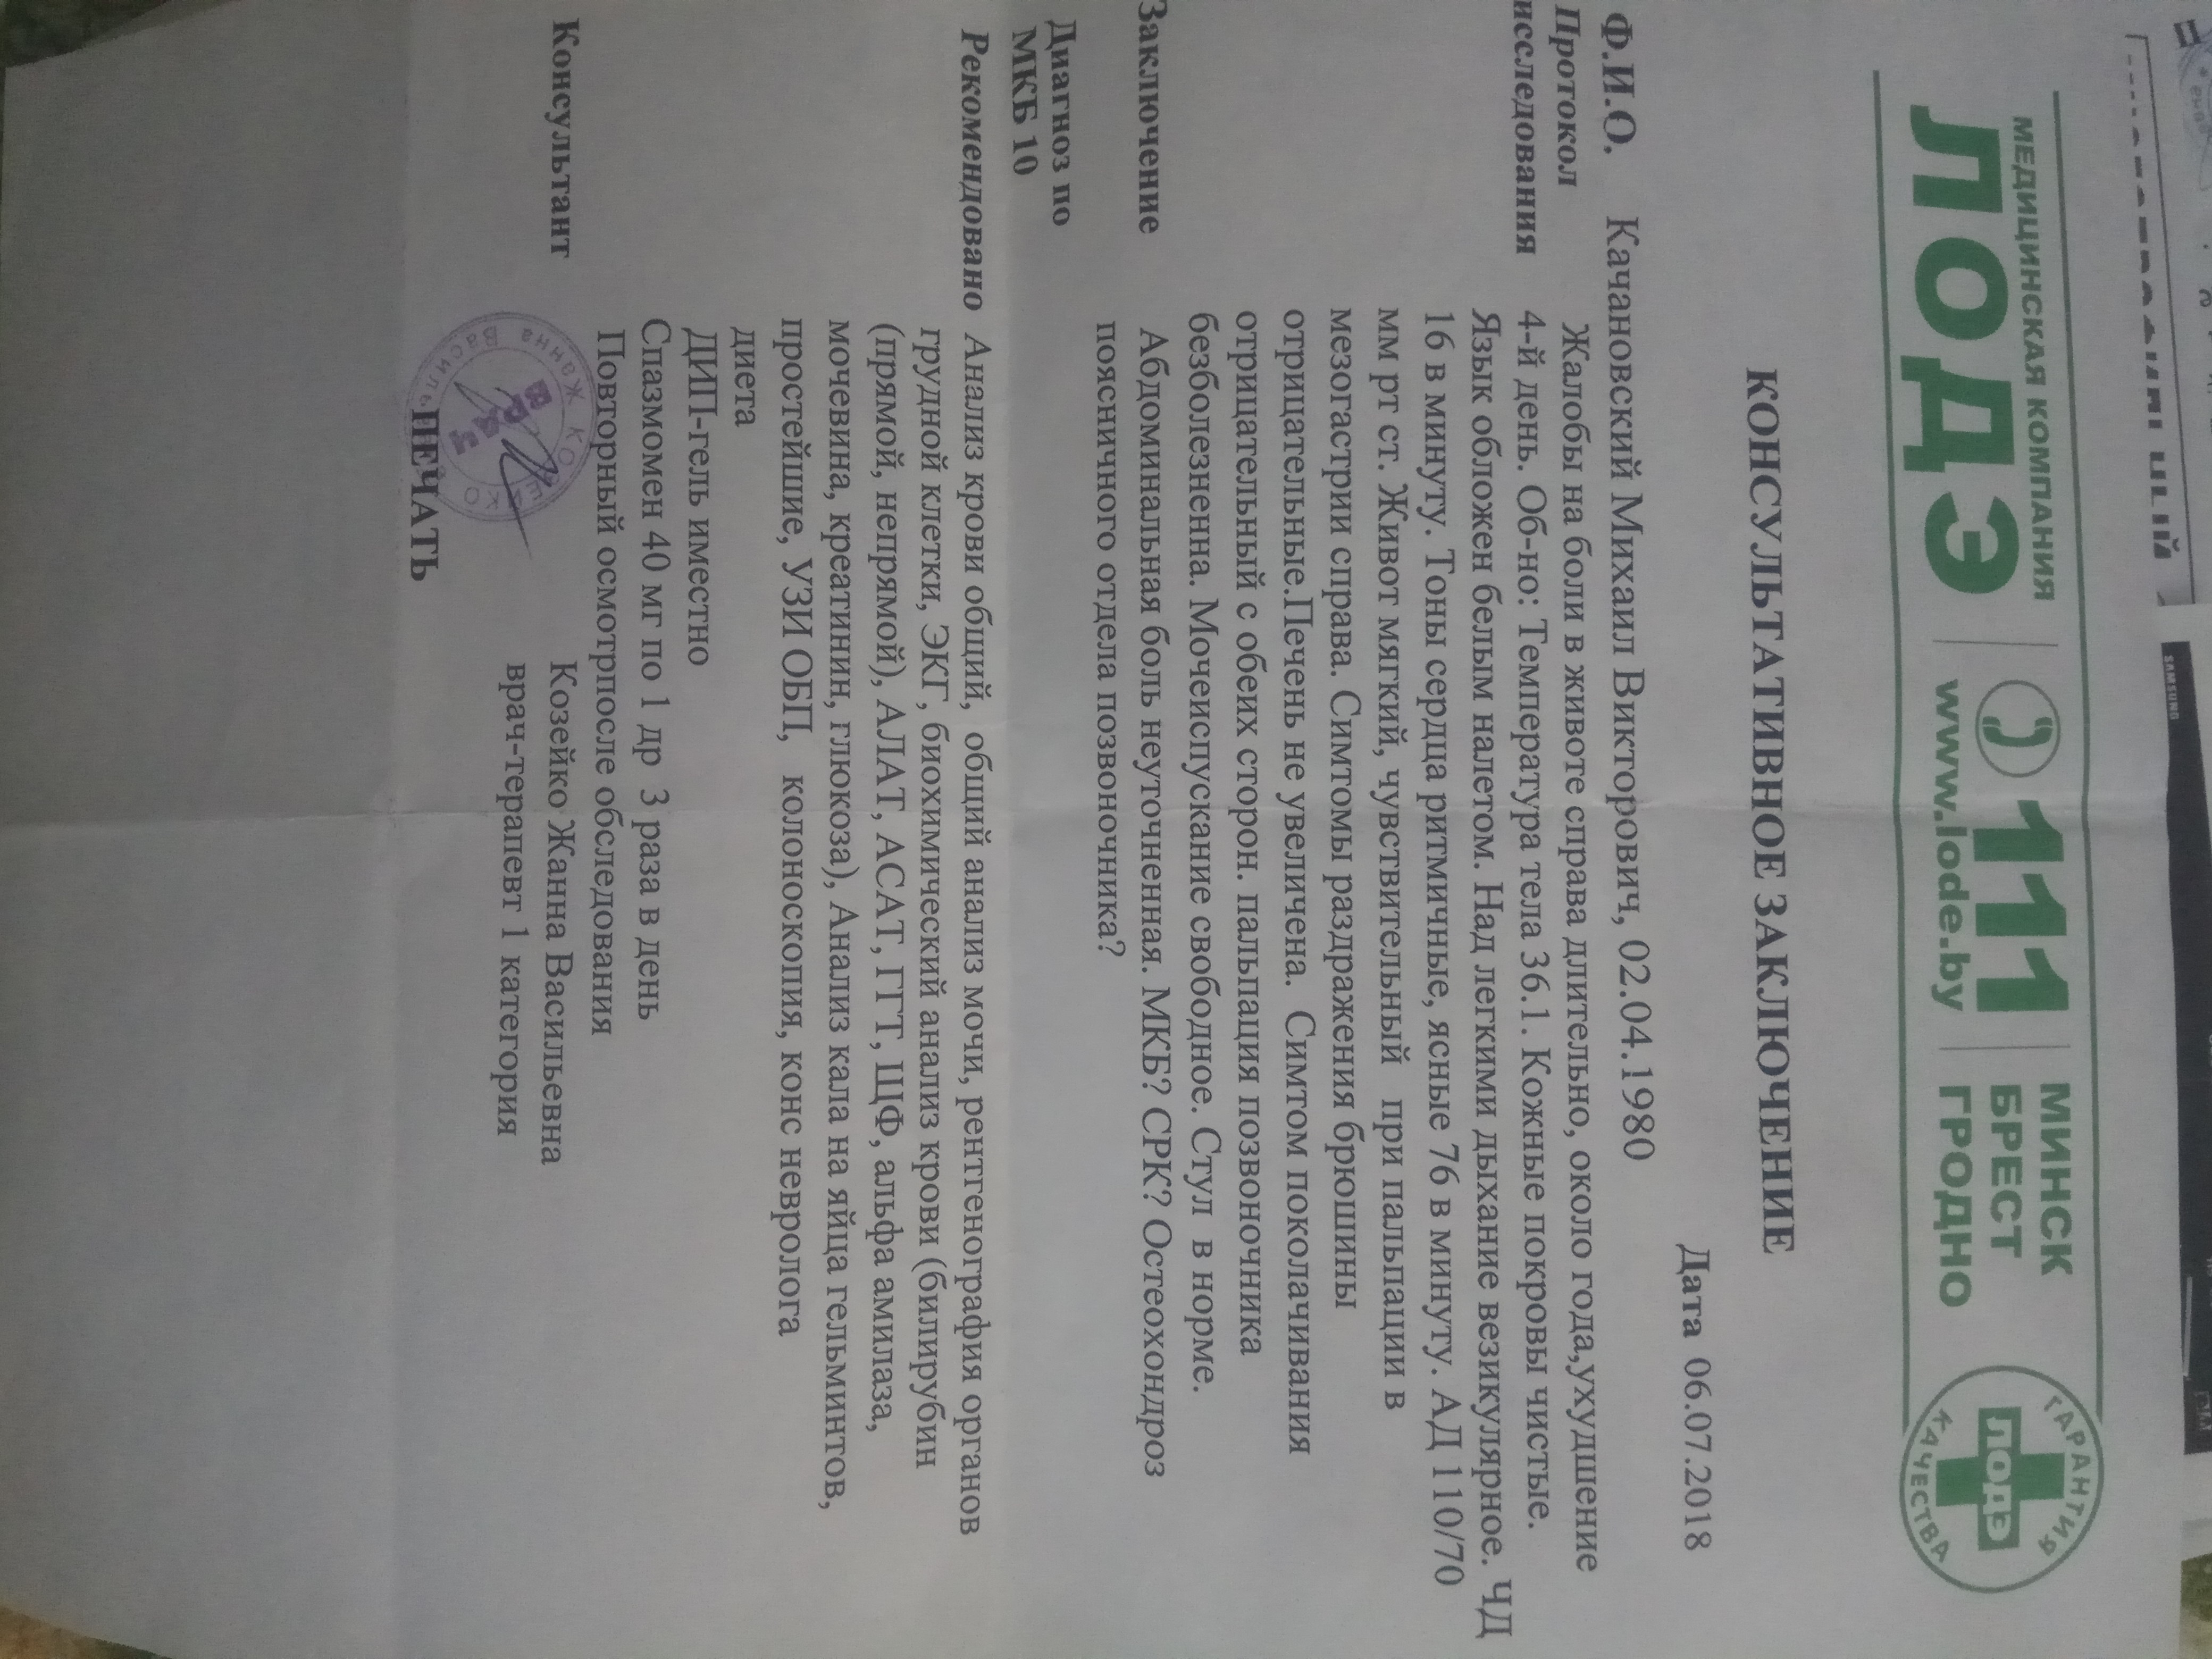 SAMSUNG
МЕДИЦИНСКАЯ КОМПАНИЯ
ЛОДЭ
111
www.lode.by
МИНСК
БРЕСТ
ГРОДНО
ГАРАНТИЯ
ЛОДЭ
КАЧЕСТВА
КОНСУЛЬТАТИВНОЕ ЗАКЛЮЧЕНИЕ
Дата 06.07.2018
Ф.И.О. Качановский Михаил Викторович, 02.04.1980
Протокол Жалобы на боли в животе справа длительно, около года,ухудшение
исследования 4-й день. Об-но: Температура тела 36.1. Кожные покровы чистые.
Язык обложен белым налетом. Над легкими дыхание везикулярное. ЧД
16 в минуту. Тоны сердца ритмичные, ясные 76 в минуту. АД 110/70
мм рт ст. Живот мягкий, чувствительный при пальпации в
мезогастрии справа. Симтомы раздражения брюшины
отрицательные.Печень не увеличена. Симтом поколачивания
отрицательный с обеих сторон. пальпация позвоночника
безболезненна. Мочеиспускание свободное. Стул в норме.
Заключение Абдоминальная боль неуточненная. МКБ? СРК? Остеохондроз
поясничного отдела позвоночника?
Диагноз по
МКБ 10
Рекомендовано Анализ крови общий, общий анализ мочи, рентгенография органов
грудной клетки, ЭКГ, биохимический анализ крови (билирубин
(прямой, непрямой), АЛАТ, АСАТ, ГГТ, ЩФ, альфа амилаза,
мочевина, креатинин, глюкоза), Анализ кала на яйца гельминтов,
простейшие, УЗИ ОБП, колоноскопия, конс невролога
диета
ДИП-гель иместно
Спазмомен 40 мг по 1 др 3 раза в день
Повторный осмотрпосле обследования
Консультант Козейко Жанна Васильевна
врач-терапевт 1 категория
КОЗЕЙКО Жанна
ВРАЧ
ПЕЧАТЬ